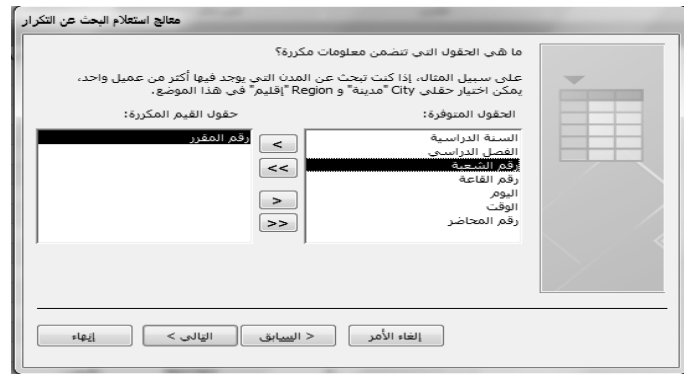 معالج استعلام البحث عن التكرار
ما هي الحقول التي تتضمن معلومات مكررة؟
على سبيل المثال، إذا كنت تبحث عن المدن التي يوجد فيها أكثر من عميل واحد،
يمكن اختيار حقلي City "مدينة" و Region "إقليم" في هذا الموضع.
الحقول المتوفرة:
حقول القيم المكررة:
السنة الدراسية
الفصل الدراسي
رقم الشعبة
رقم القاعة
اليوم
الوقت
رقم المحاضر
>
>>
<
<<
رقم المقرر
إلغاء الأمر
< السابق
التالي >
إنهاء